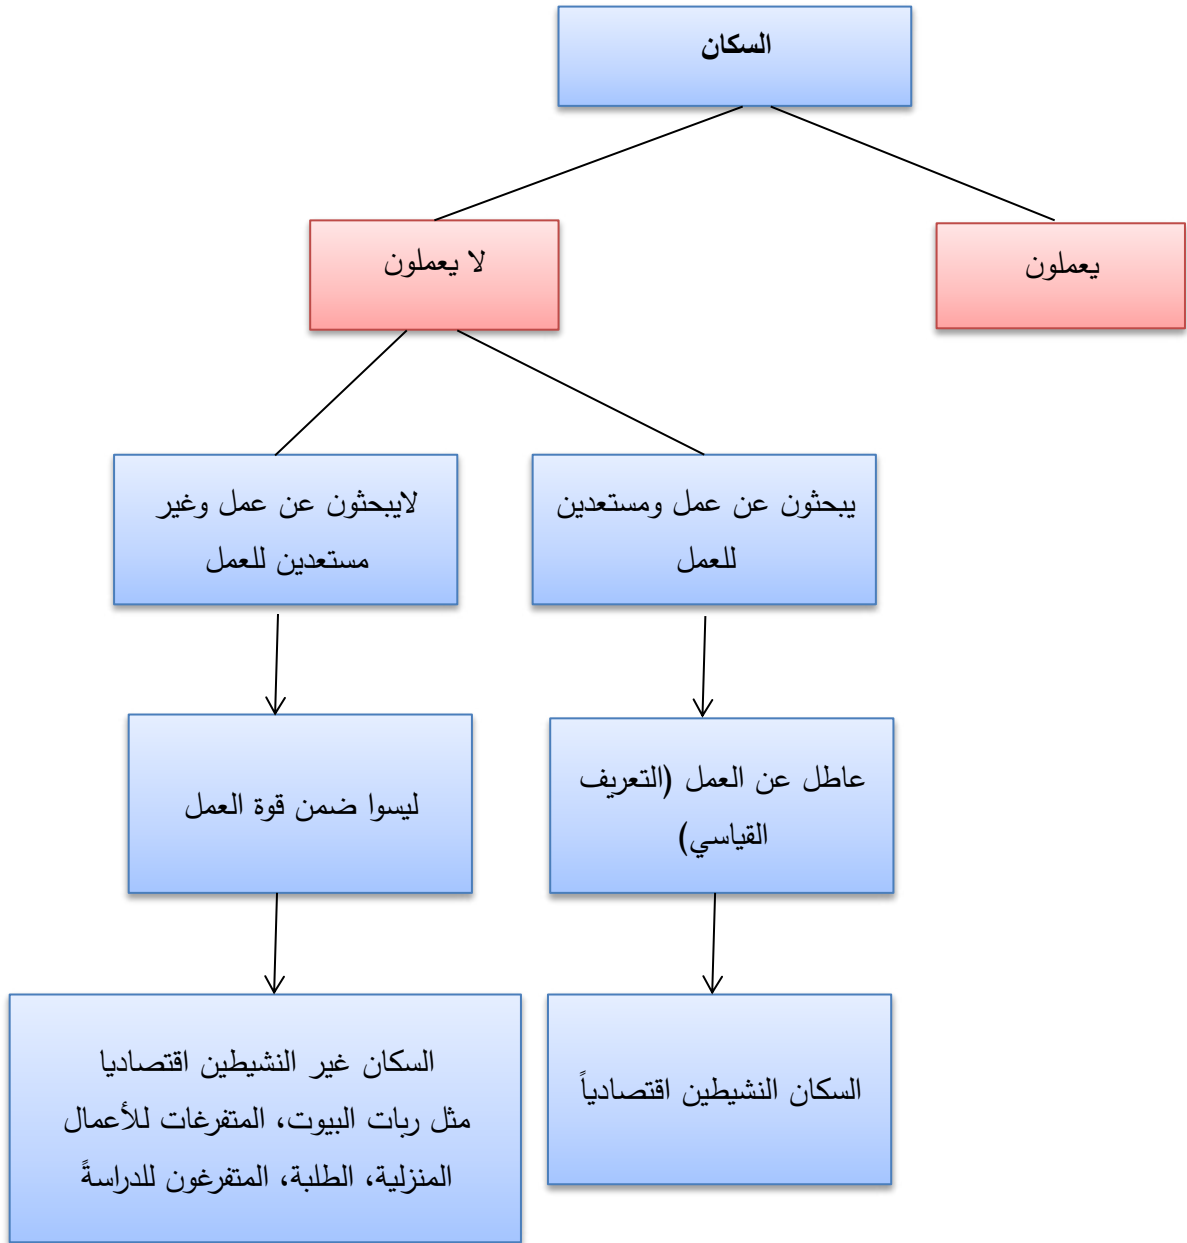 السكان
يعملون
لا يعملون
يبحثون عن عمل ومستعدين
للعمل
لايبحثون عن عمل وغير
مستعدين للعمل
عاطل عن العمل (التعريف
القياسي)
ليسوا ضمن قوة العمل
السكان النشيطين اقتصادياً
السكان غير النشيطين اقتصاديا
مثل ربات البيوت، المتفرغات للأعمال
المنزلية، الطلبة، المتفرغون للدراسةً